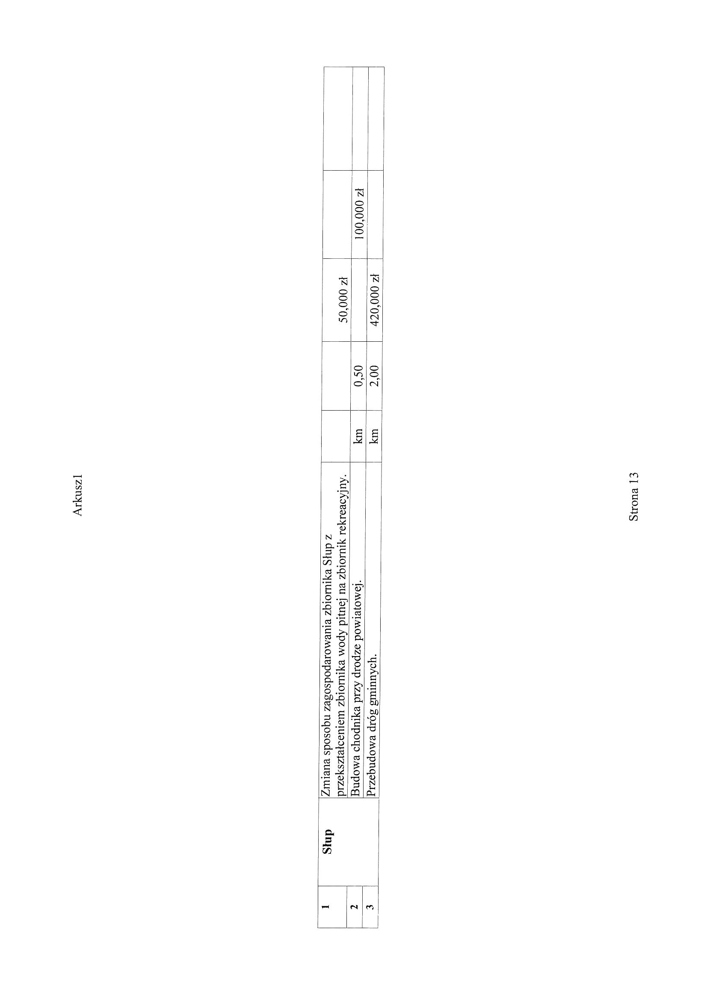 Arkusz1
1 Słup Zmiana sposobu zagospodarowania zbiornika Słup z
przekształceniem zbiornika wody pitnej na zbiornik rekreacyjny. 50,000 zł
2 Budowa chodnika przy drodze powiatowej. km 0,50 100,000 zł
3 Przebudowa dróg gminnych. km 2,00 420,000 zł
Strona 13